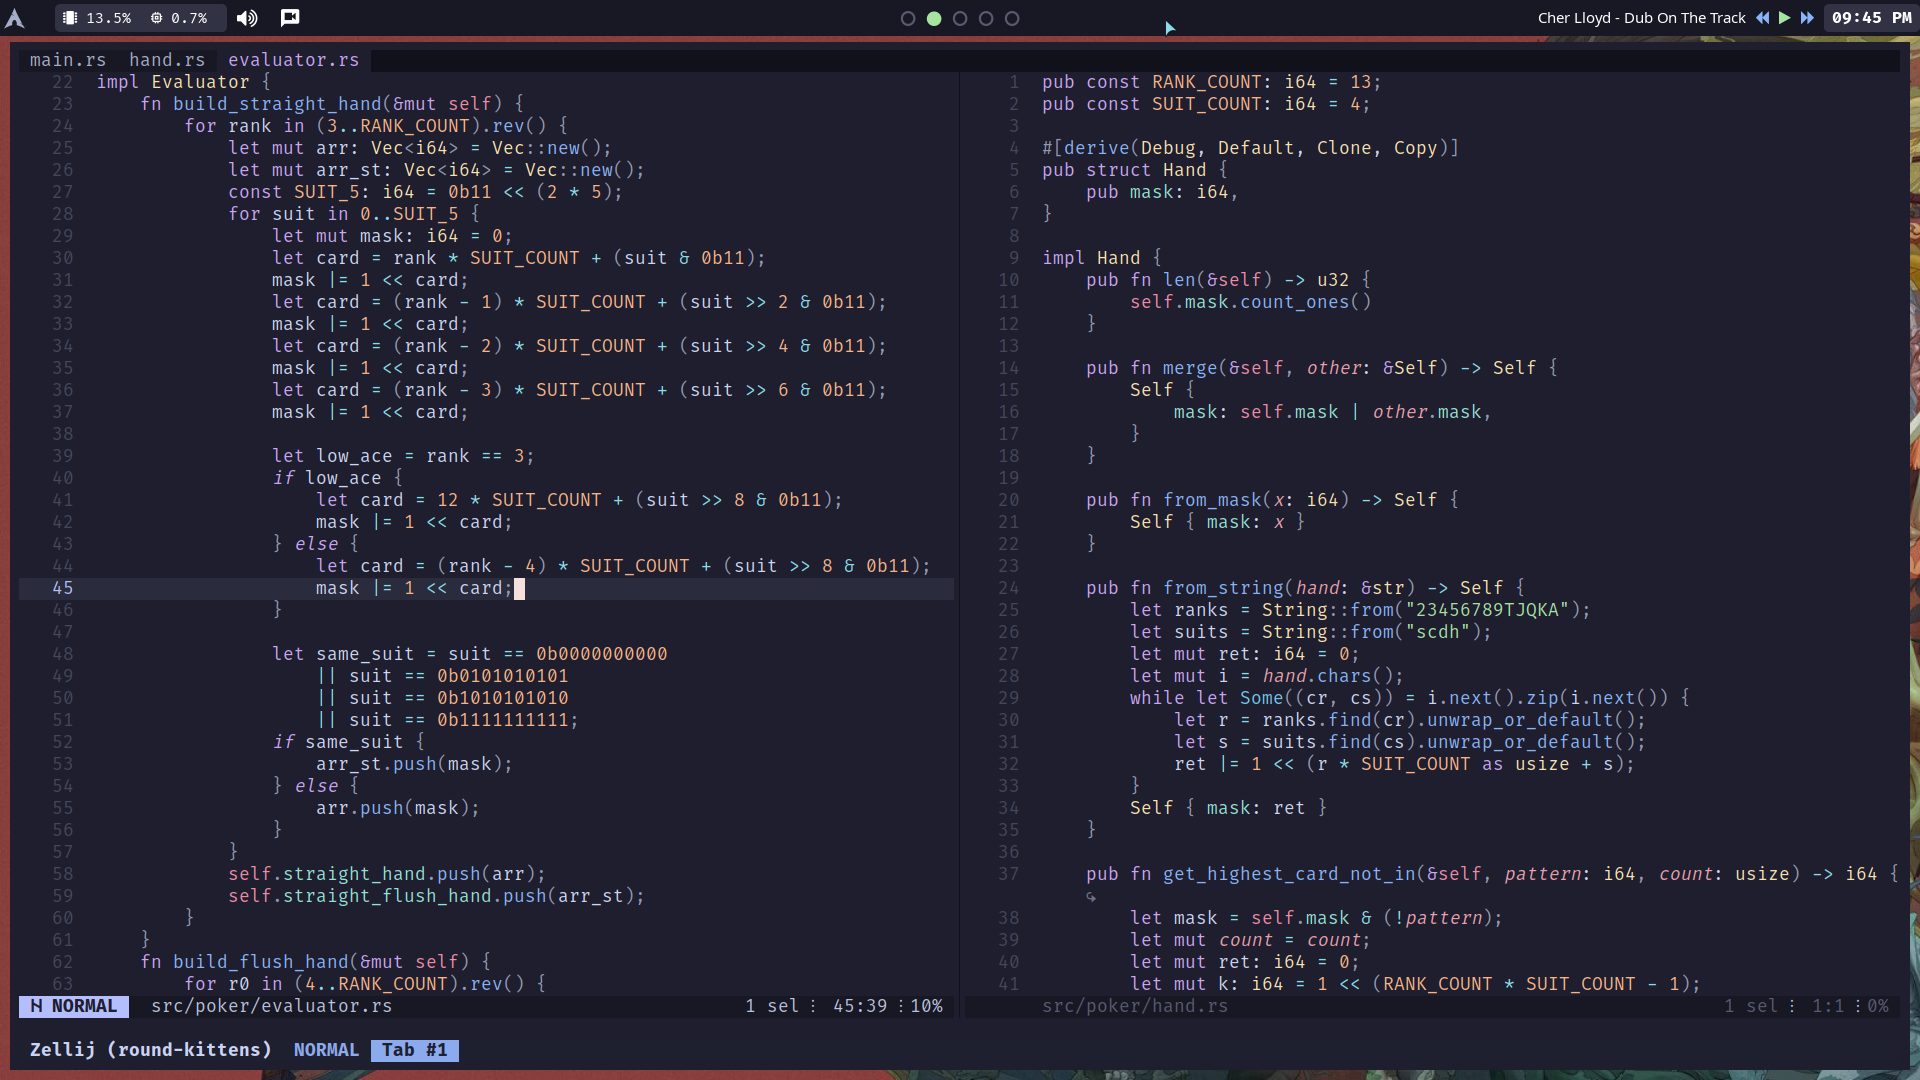 13.5% 0.7%
Cher Lloyd - Dub On The Track
09:45 PM
main.rs hand.rs evaluator.rs
22 impl Evaluator {
23 fn build_straight_hand(&mut self) {
24 for rank in (3..RANK_COUNT).rev() {
25 let mut arr: Vec<i64> = Vec::new();
26 let mut arr_st: Vec<i64> = Vec::new();
27 const SUIT_5: i64 = 0b11 << (2 * 5);
28 for suit in 0..SUIT_5 {
29 let mut mask: i64 = 0;
30 let card = rank * SUIT_COUNT + (suit & 0b11);
31 mask |= 1 << card;
32 let card = (rank - 1) * SUIT_COUNT + (suit >> 2 & 0b11);
33 mask |= 1 << card;
34 let card = (rank - 2) * SUIT_COUNT + (suit >> 4 & 0b11);
35 mask |= 1 << card;
36 let card = (rank - 3) * SUIT_COUNT + (suit >> 6 & 0b11);
37 mask |= 1 << card;
38
39 let low_ace = rank == 3;
40 if low_ace {
41 let card = 12 * SUIT_COUNT + (suit >> 8 & 0b11);
42 mask |= 1 << card;
43 } else {
44 let card = (rank - 4) * SUIT_COUNT + (suit >> 8 & 0b11);
45 mask |= 1 << card;
46 }
47
48 let same_suit = suit == 0b0000000000
49 || suit == 0b0101010101
50 || suit == 0b1010101010
51 || suit == 0b1111111111;
52 if same_suit {
53 arr_st.push(mask);
54 } else {
55 arr.push(mask);
56 }
57 }
58 self.straight_hand.push(arr);
59 self.straight_flush_hand.push(arr_st);
60 }
61 }
62 fn build_flush_hand(&mut self) {
63 for r0 in (4..RANK_COUNT).rev() {
N NORMAL src/poker/evaluator.rs 1 sel ⋮ 45:39 ⋮10%
1 pub const RANK_COUNT: i64 = 13;
2 pub const SUIT_COUNT: i64 = 4;
3
4 #[derive(Debug, Default, Clone, Copy)]
5 pub struct Hand {
6 pub mask: i64,
7 }
8
9 impl Hand {
10 pub fn len(&self) -> u32 {
11 self.mask.count_ones()
12 }
13
14 pub fn merge(&self, other: &Self) -> Self {
15 Self {
16 mask: self.mask | other.mask,
17 }
18 }
19
20 pub fn from_mask(x: i64) -> Self {
21 Self { mask: x }
22 }
23
24 pub fn from_string(hand: &str) -> Self {
25 let ranks = String::from("23456789TJQKA");
26 let suits = String::from("scdh");
27 let mut ret: i64 = 0;
28 let mut i = hand.chars();
29 while let Some((cr, cs)) = i.next().zip(i.next()) {
30 let r = ranks.find(cr).unwrap_or_default();
31 let s = suits.find(cs).unwrap_or_default();
32 ret |= 1 << (r * SUIT_COUNT as usize + s);
33 }
34 Self { mask: ret }
35 }
36
37 pub fn get_highest_card_not_in(&self, pattern: i64, count: usize) -> i64 {
↪
38 let mask = self.mask & (!pattern);
39 let mut count = count;
40 let mut ret: i64 = 0;
41 let mut k: i64 = 1 << (RANK_COUNT * SUIT_COUNT - 1);
src/poker/hand.rs 1 sel ⋮ 1:1 ⋮0%
Zellij (round-kittens) NORMAL Tab #1